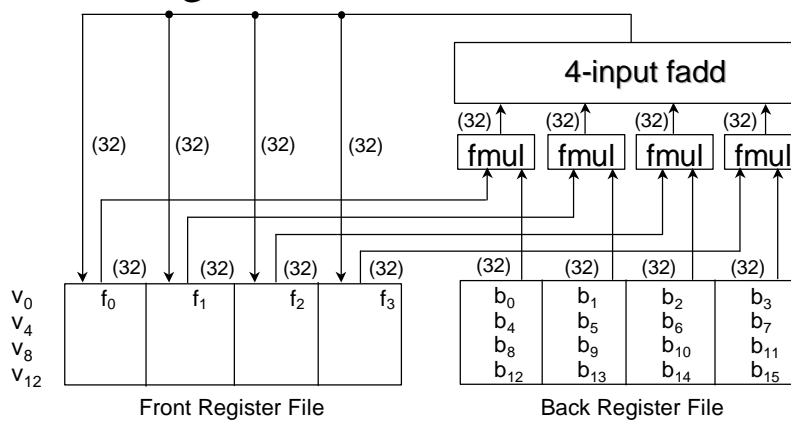 4-input fadd
(32) (32) (32) (32)
(32) (32) (32) (32)
fmul fmul fmul fmul
(32) (32) (32) (32) (32) (32) (32) (32)
v0 f0 f1 f2 f3 b0 b1 b2 b3
v4 b4 b5 b6 b7
v8 b8 b9 b10 b11
v12 b12 b13 b14 b15
Front Register File Back Register File